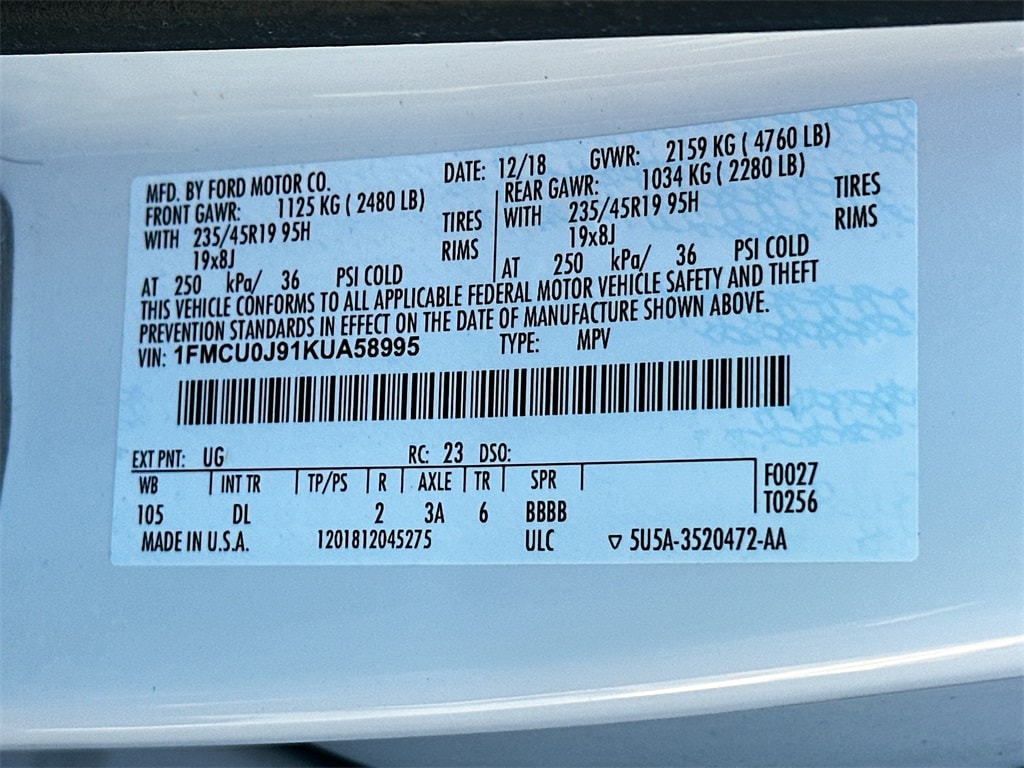 MFD. BY FORD MOTOR CO. DATE: 12/18 GVWR: 2159 KG ( 4760 LB)
FRONT GAWR: 1125 KG ( 2480 LB) REAR GAWR: 1034 KG ( 2280 LB)
WITH 235/45R19 95H TIRES WITH 235/45R19 95H TIRES
19x8J RIMS 19x8J RIMS
AT 250 kPa/ 36 PSI COLD AT 250 kPa/ 36 PSI COLD
THIS VEHICLE CONFORMS TO ALL APPLICABLE FEDERAL MOTOR VEHICLE SAFETY AND THEFT
PREVENTION STANDARDS IN EFFECT ON THE DATE OF MANUFACTURE SHOWN ABOVE.
VIN: 1FMCU0J91KUA58995 TYPE: MPV
EXT PNT: UG RC: 23 DSO:
WB INT TR TP/PS R AXLE TR SPR F0027
105 DL 2 3A 6 BBBB T0256
MADE IN U.S.A. 1201812045275 ULC ▽ 5U5A-3520472-AA